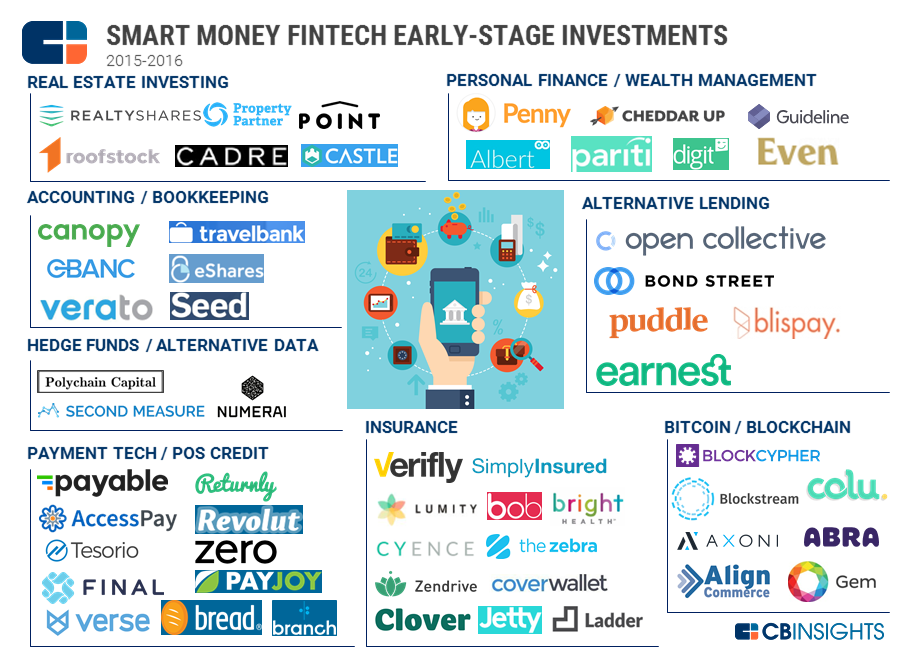 SMART MONEY FINTECH EARLY-STAGE INVESTMENTS
2015-2016
REAL ESTATE INVESTING
REALTYSHARES
Property
Partner
POINT
roofstock
CADRE
CASTLE
PERSONAL FINANCE / WEALTH MANAGEMENT
Penny
CHEDDAR UP
Guideline
Albert
pariti
digit
Even
ACCOUNTING / BOOKKEEPING
canopy
travelbank
CBANC
eShares
verato
Seed
24
$$
$
%
ALTERNATIVE LENDING
open collective
BOND STREET
puddle
blispay.
earnest
HEDGE FUNDS / ALTERNATIVE DATA
Polychain Capital
SECOND MEASURE
NUMERAI
PAYMENT TECH / POS CREDIT
payable
Returnly
AccessPay
Revolut
Tesorio
zero
FINAL
PAYJOY
verse
bread
branch
INSURANCE
Verifly
SimplyInsured
LUMITY
bob
bright
HEALTH
CYENCE
the zebra
Zendrive
coverwallet
Clover
Jetty
Ladder
BITCOIN / BLOCKCHAIN
BLOCKCYPHER
Blockstream
colu.
AXONI
ABRA
Align
Commerce
Gem
CBINSIGHTS